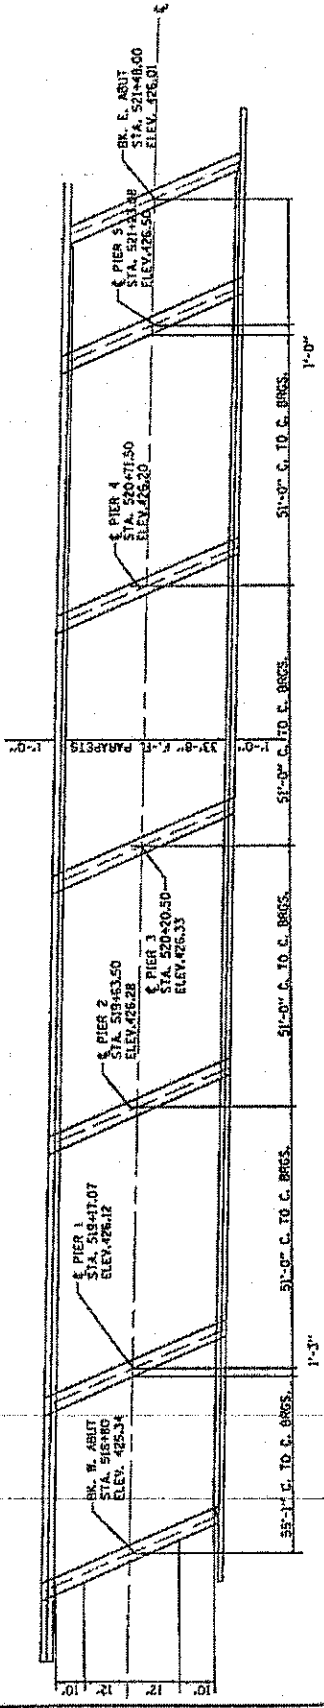 BK. W. ABUT
STA. 518+80
ELEV. 425.34
℄ PIER 1
STA. 519+17.07
ELEV.426.12
℄ PIER 2
STA. 519+63.50
ELEV.426.28
℄ PIER 3
STA. 520+20.50
ELEV.426.33
℄ PIER 4
STA. 520+71.50
ELEV.426.20
℄ PIER 5
STA.
ELEV.426.50
BK. E. ABUT
STA. 521+48.00
ELEV. 426.01
℄
1'-0"
33'-8" F.-F. PARAPETS
1'-0"
10'
12'
12'
10'
C. TO C. BRGS.
1'-3"
51'-0" C. TO C. BRGS.
51'-0" C. TO C. BRGS.
51'-0" C. TO C. BRGS.
51'-0" C. TO C. BRGS.
1'-0"